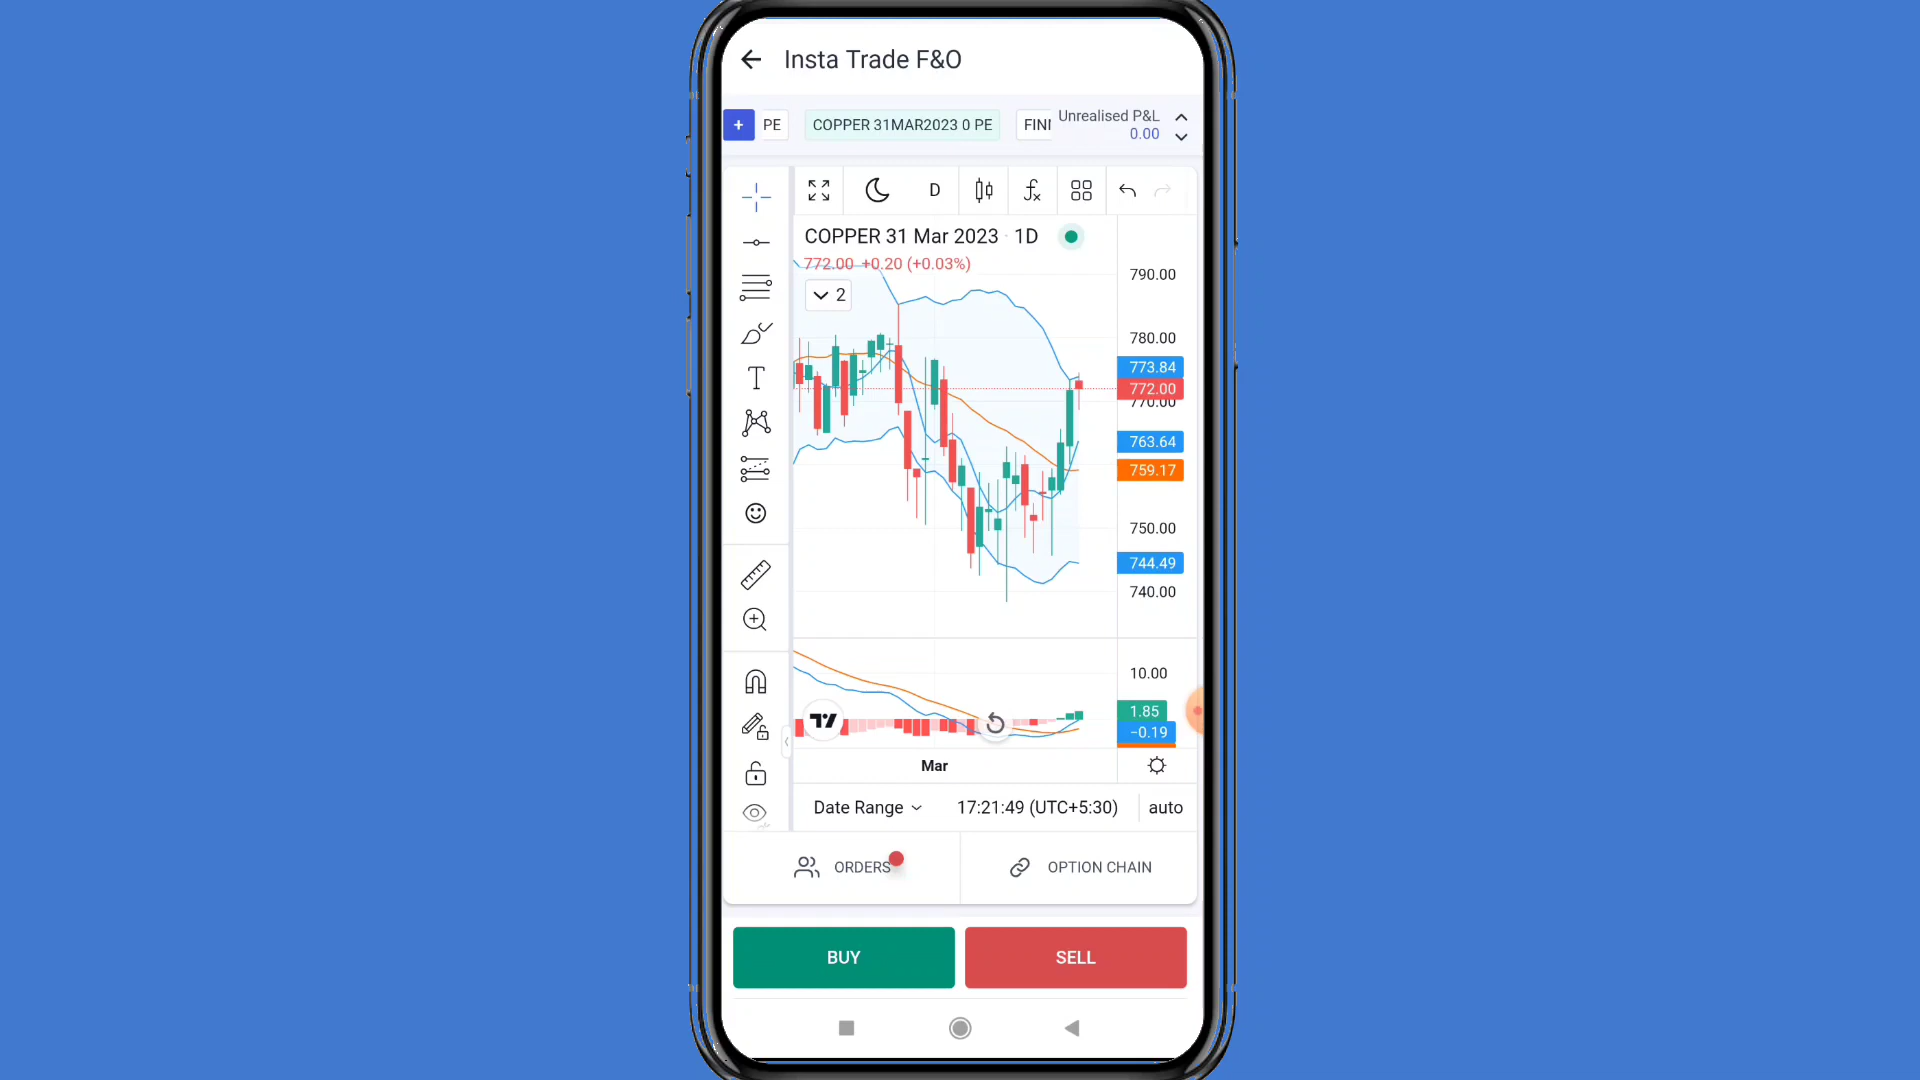 Insta Trade F&O
+ PE COPPER 31MAR2023 0 PE FINI Unrealised P&L
0.00
D
COPPER 31 Mar 2023 · 1D
772.00 +0.20 (+0.03%)
2
790.00
780.00
773.84
772.00
770.00
763.64
759.17
750.00
744.49
740.00
10.00
1.85
−0.19
Mar
Date Range 17:21:49 (UTC+5:30) auto
ORDERS OPTION CHAIN
BUY SELL